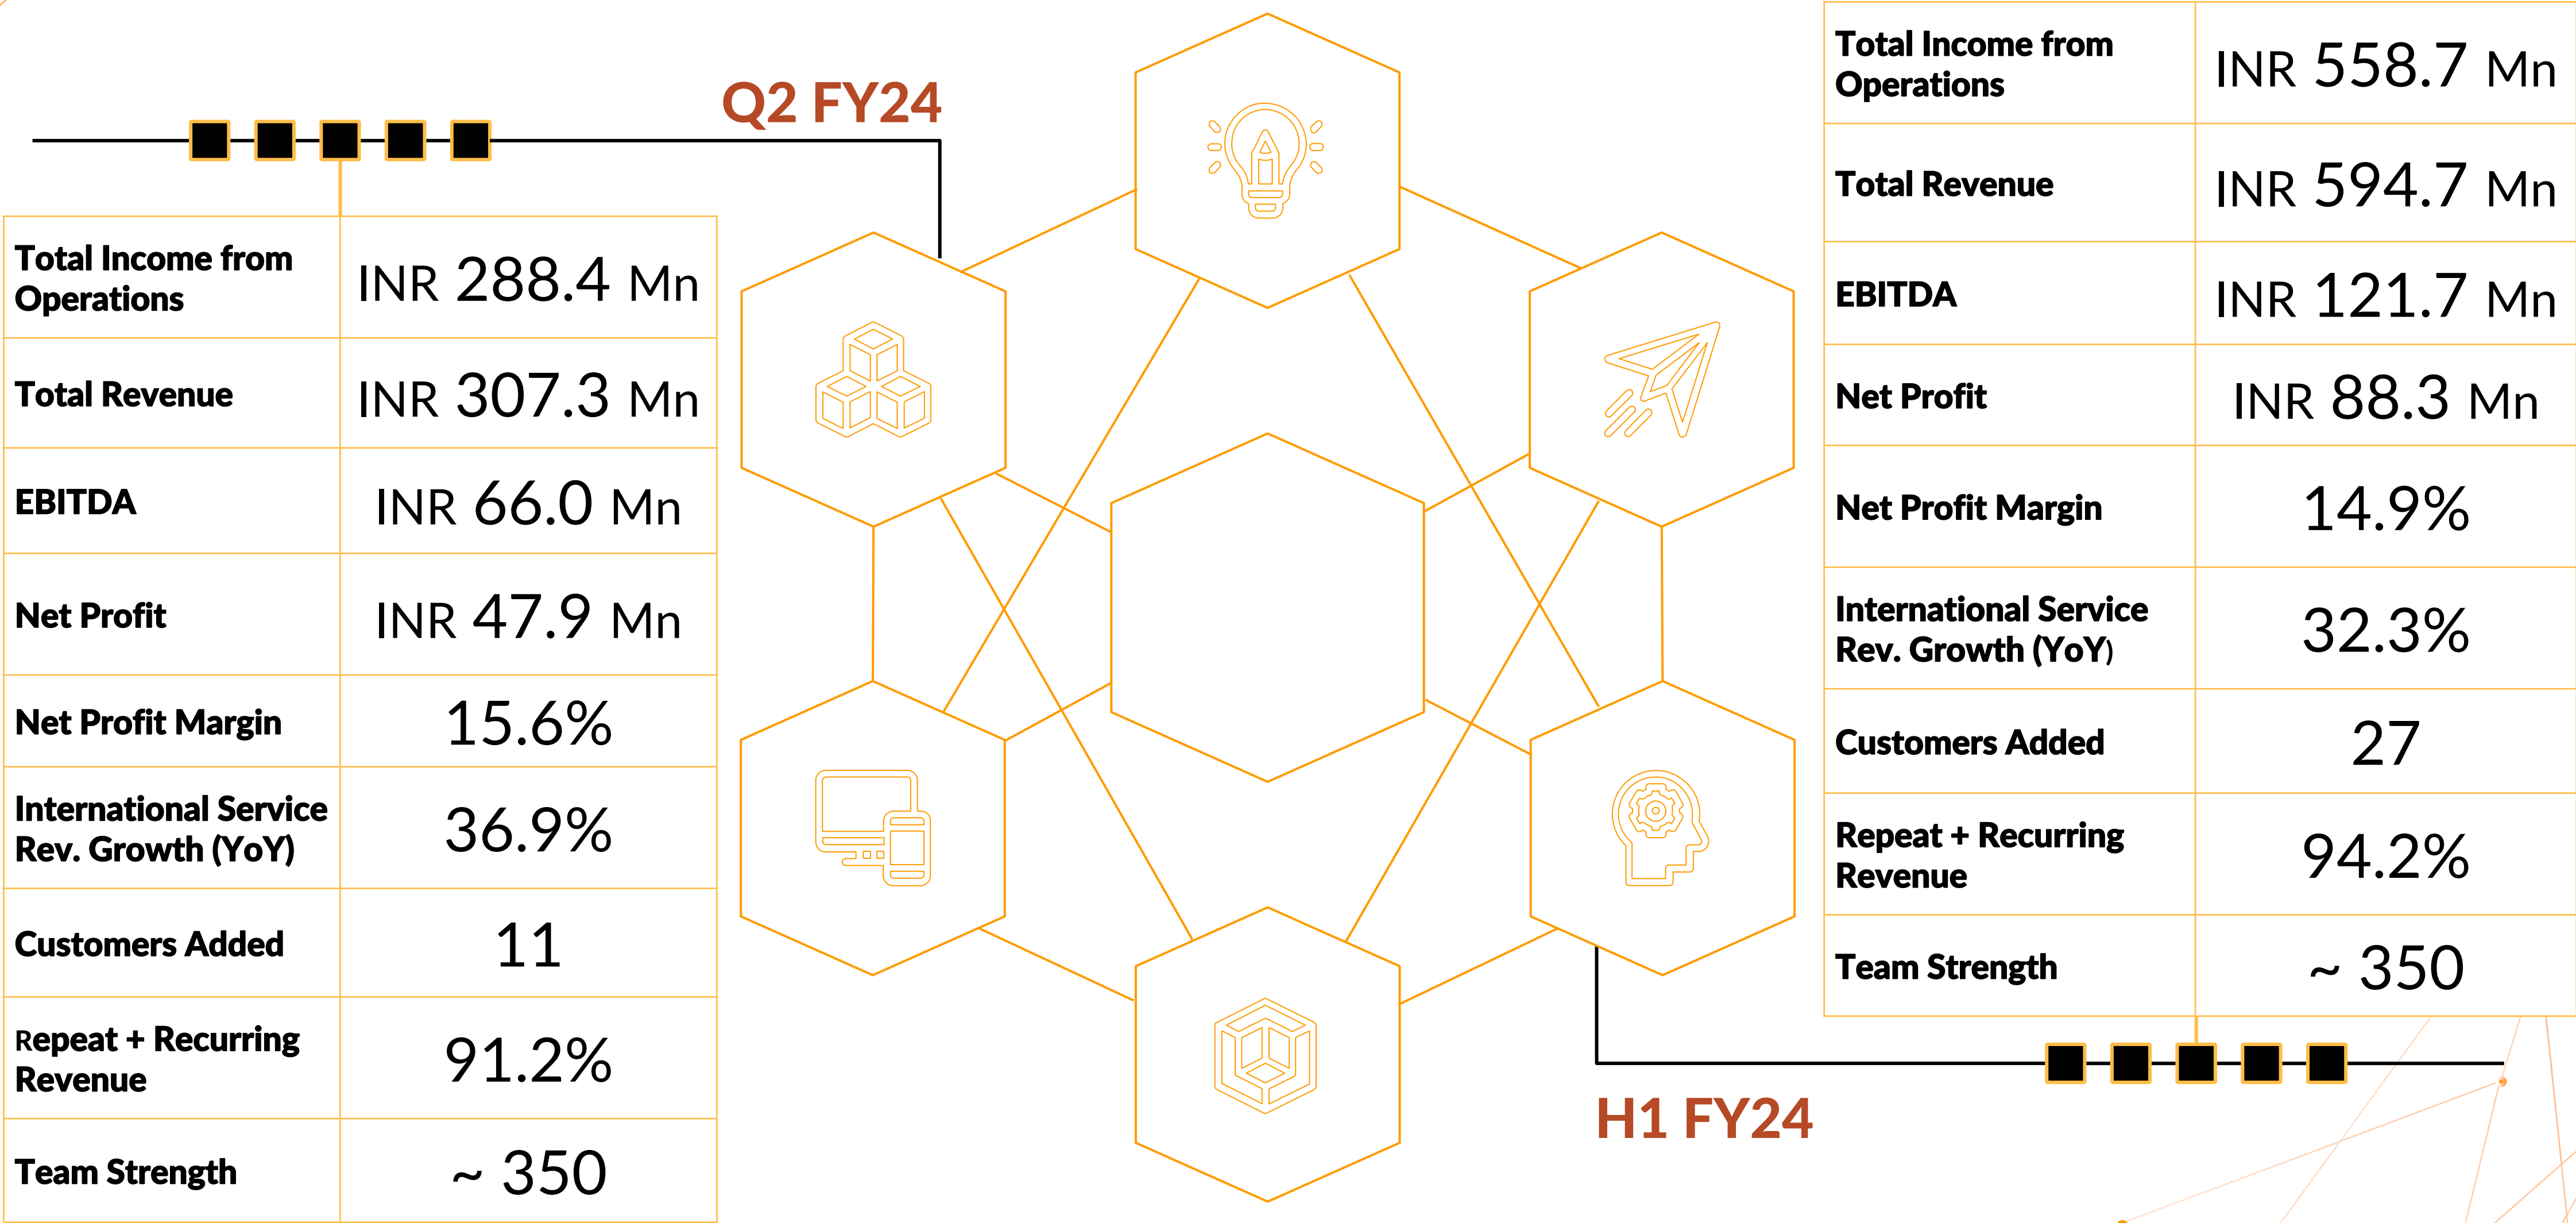 Q2 FY24
Total Income from
Operations
INR 288.4 Mn
Total Revenue
INR 307.3 Mn
EBITDA
INR 66.0 Mn
Net Profit
INR 47.9 Mn
Net Profit Margin
15.6%
International Service
Rev. Growth (YoY)
36.9%
Customers Added
11
Repeat + Recurring
Revenue
91.2%
Team Strength
~ 350
Total Income from
Operations
INR 558.7 Mn
Total Revenue
INR 594.7 Mn
EBITDA
INR 121.7 Mn
Net Profit
INR 88.3 Mn
Net Profit Margin
14.9%
International Service
Rev. Growth (YoY)
32.3%
Customers Added
27
Repeat + Recurring
Revenue
94.2%
Team Strength
~ 350
H1 FY24